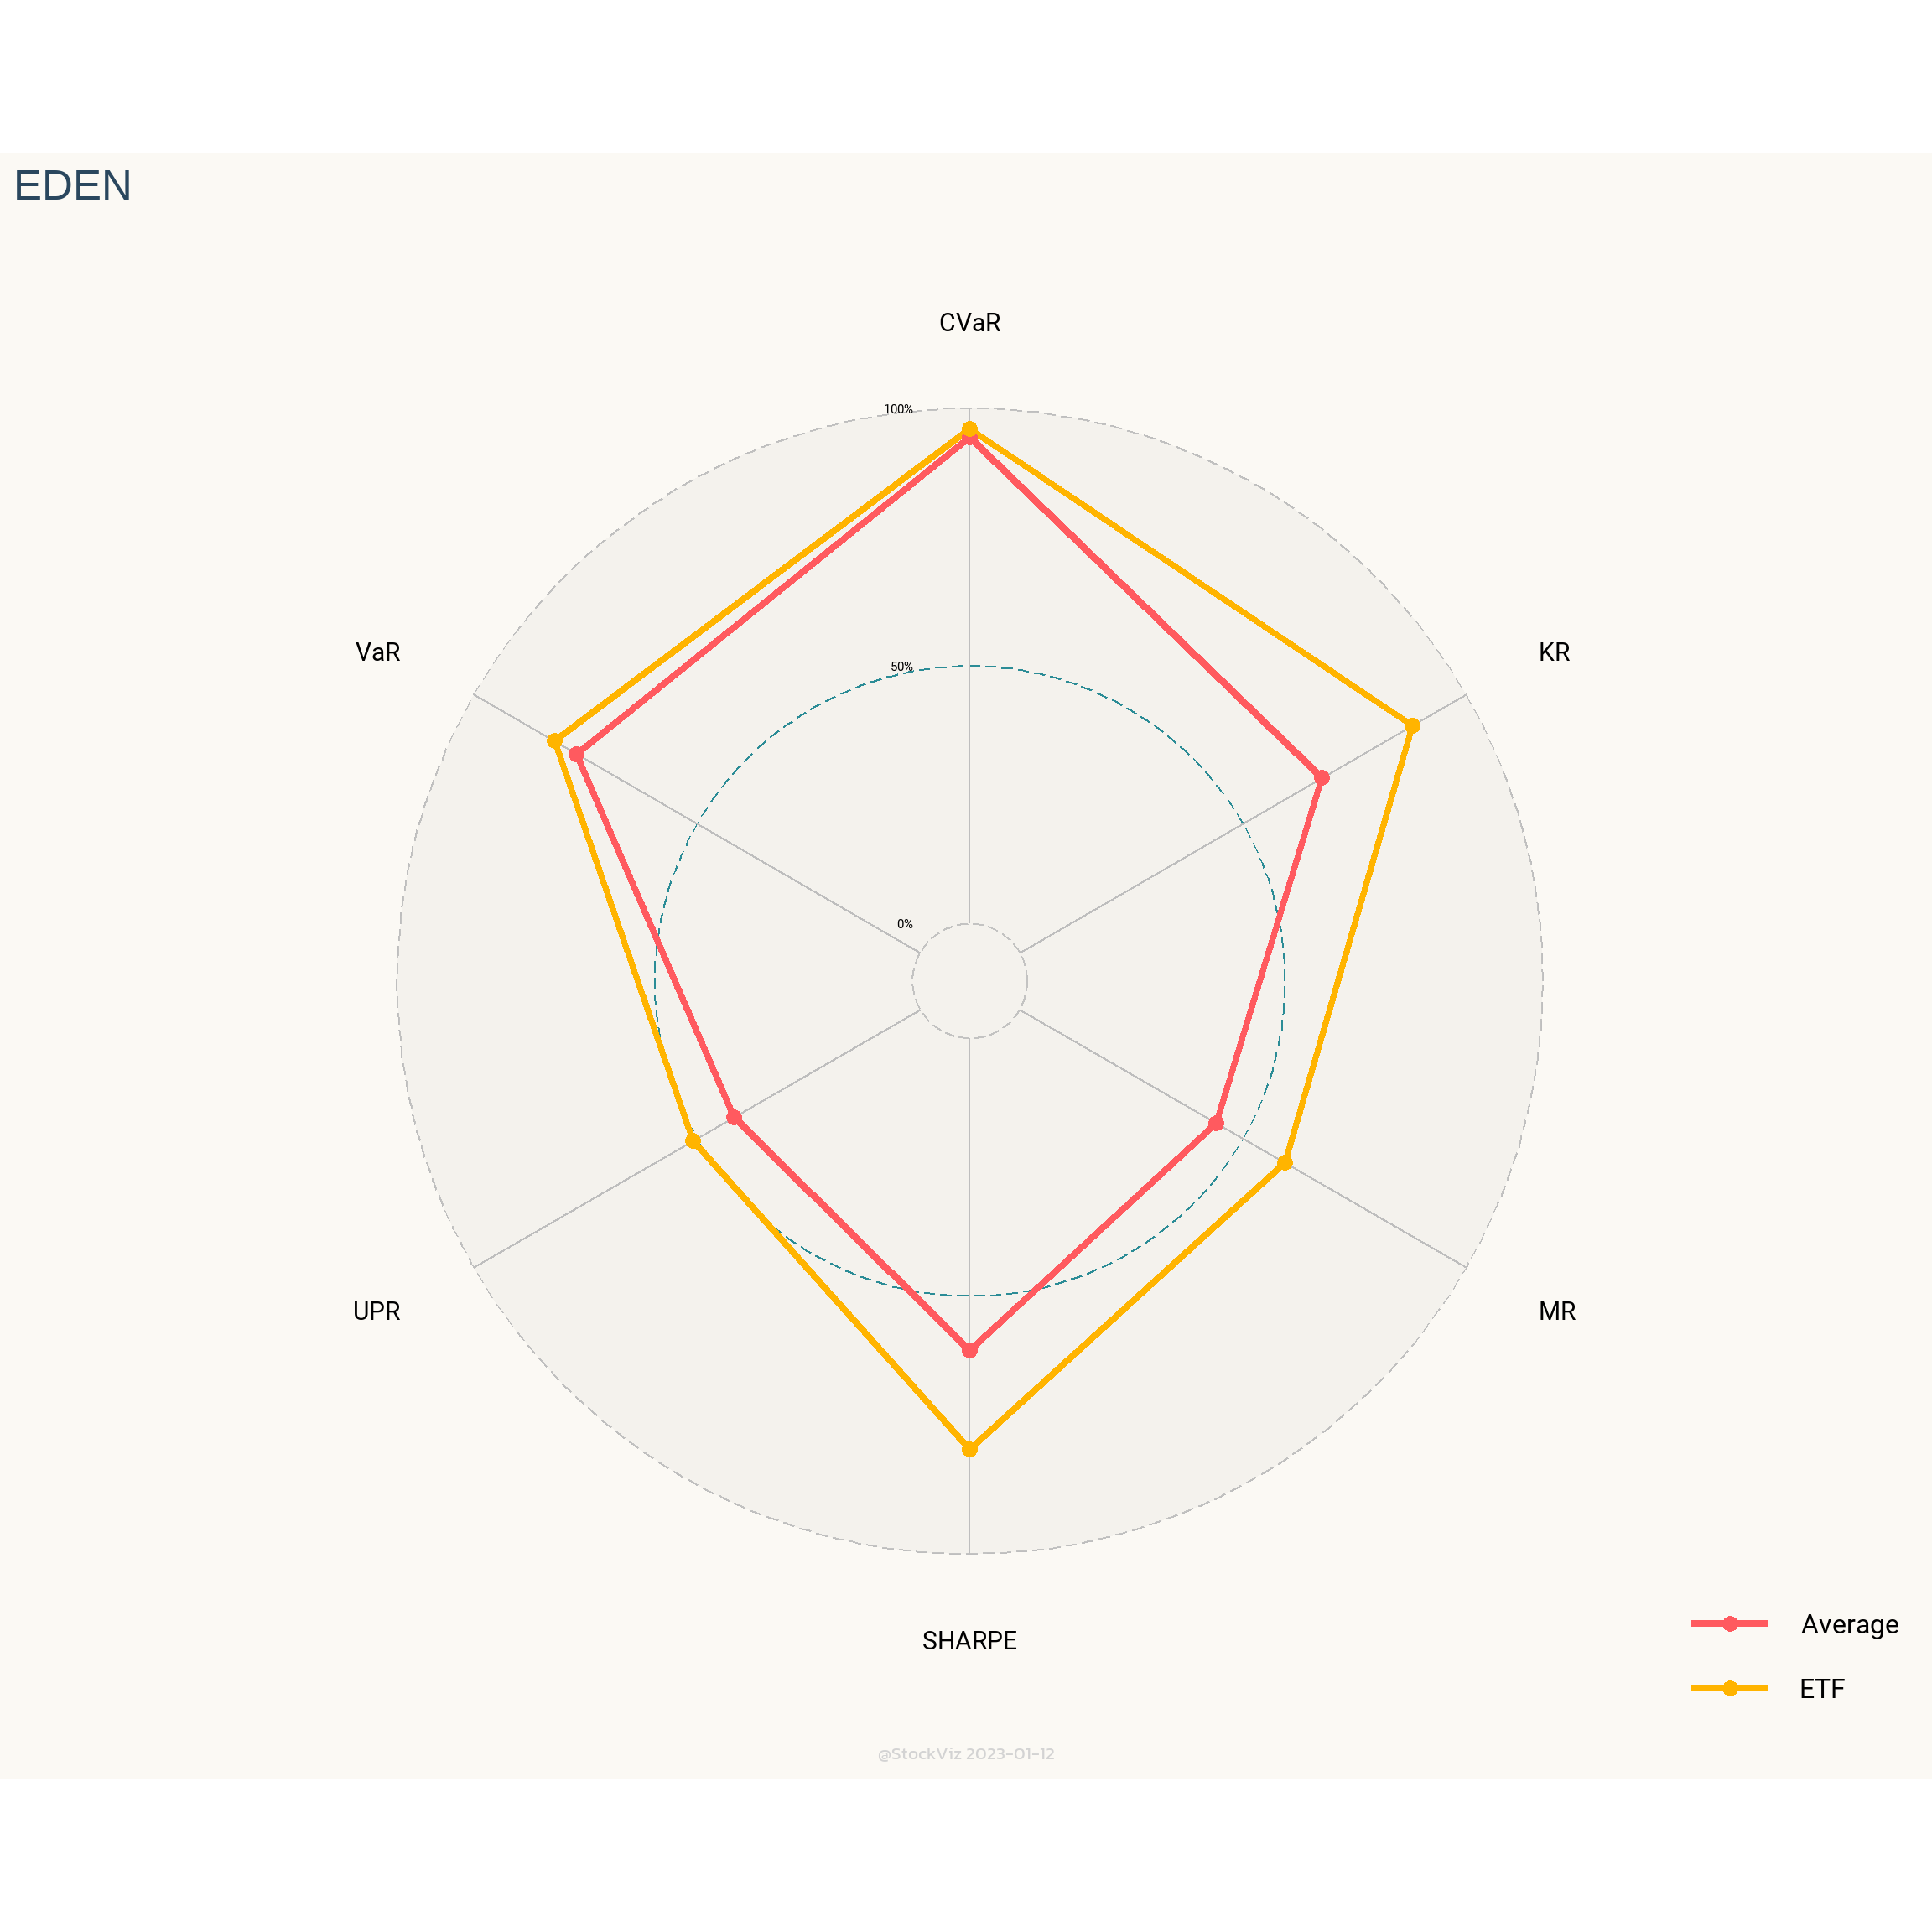 EDEN
CVaR
100%
VaR
KR
50%
0%
UPR
MR
SHARPE
Average
ETF
@StockViz 2023-01-12